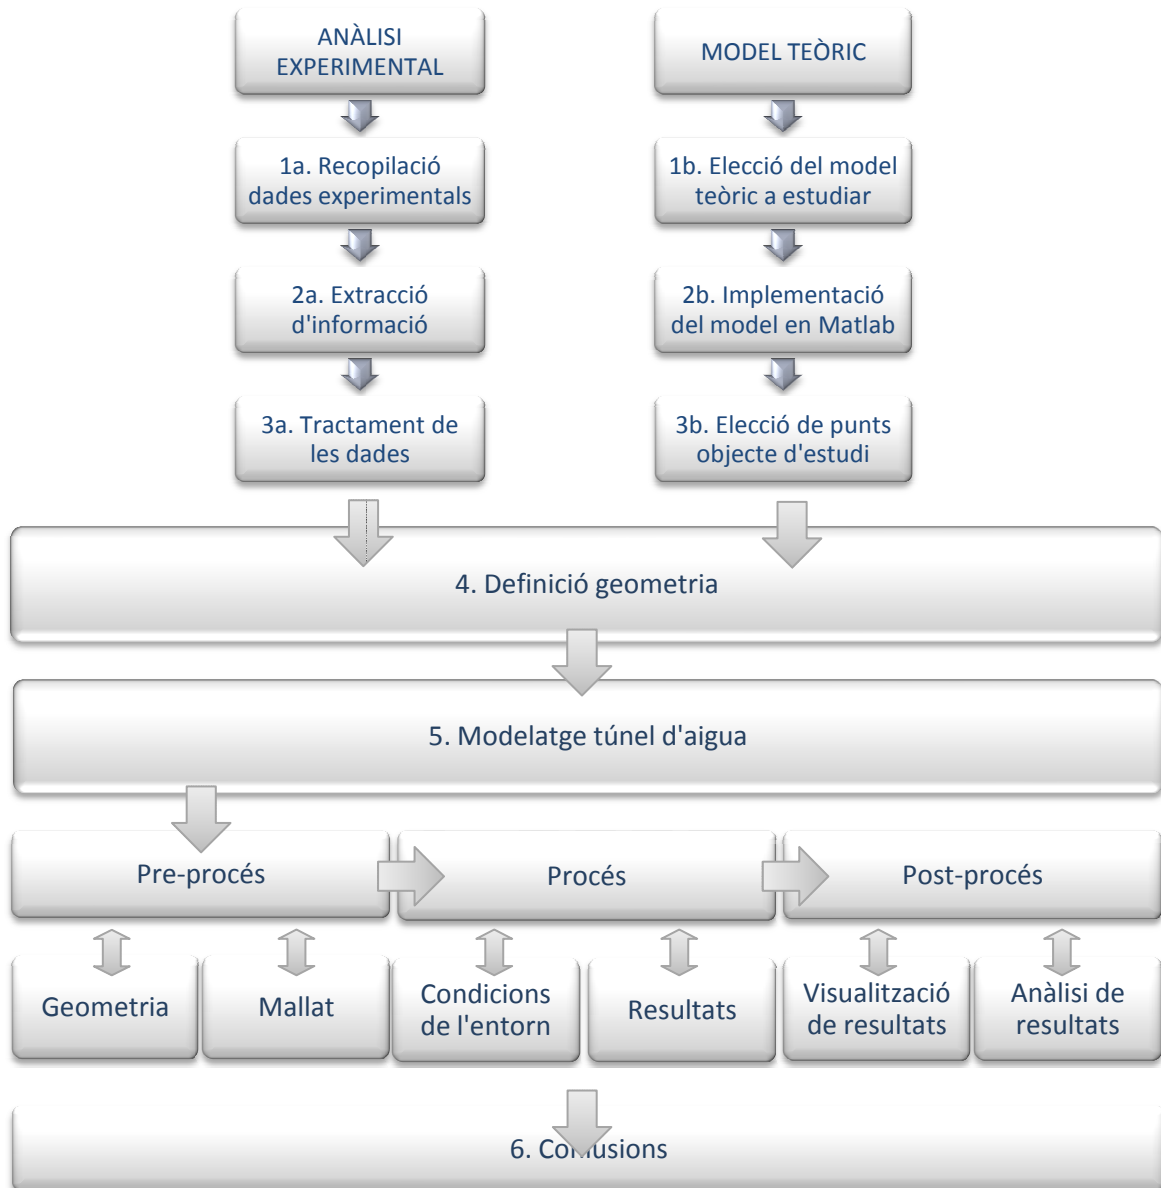 ANÀLISI
EXPERIMENTAL
MODEL TEÒRIC
1a. Recopilació
dades experimentals
1b. Elecció del model
teòric a estudiar
2a. Extracció
d'informació
2b. Implementació
del model en Matlab
3a. Tractament de
les dades
3b. Elecció de punts
objecte d'estudi
4. Definició geometria
5. Modelatge túnel d'aigua
Pre-procés
Procés
Post-procés
Geometria
Mallat
Condicions
de l'entorn
Resultats
Visualització
de resultats
Anàlisi de
resultats
6.